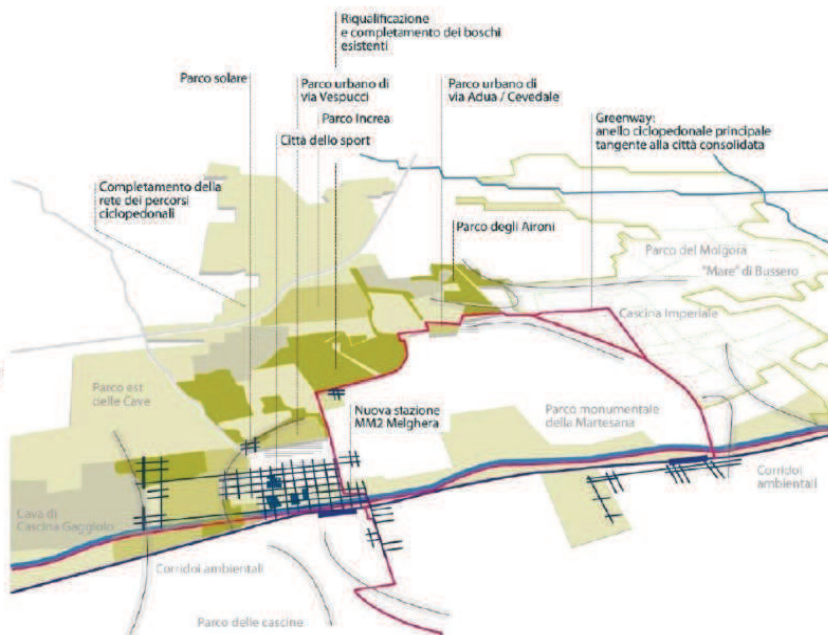 Riqualificazione
e completamento dei boschi
esistenti
Parco solare
Parco urbano di
via Vespucci
Parco urbano di
via Adua / Cevedale
Parco Increa
Greenway:
anello ciclopedonale principale
tangente alla città consolidata
Città dello sport
Completamento della
rete dei percorsi
ciclopedonali
Parco degli Aironi
Parco del Molgora
"Mare" di Bussero
Cascina Imperiale
Parco est
delle Cave
Nuova stazione
MM2 Melghera
Parco monumentale
della Martesana
Corridoi
ambientali
Cava di
Cascina Gaggiolo
Corridoi ambientali
Parco delle cascine